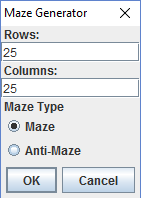 Maze Generator
Rows:
25
Columns:
25
Maze Type
Maze
Anti-Maze
OK Cancel